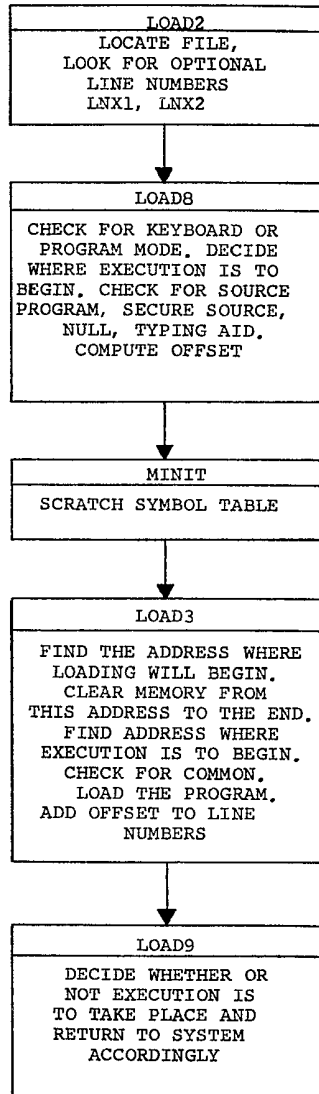 LOAD2
LOCATE FILE,
LOOK FOR OPTIONAL
LINE NUMBERS
LNX1, LNX2
LOAD8
CHECK FOR KEYBOARD OR
PROGRAM MODE. DECIDE
WHERE EXECUTION IS TO
BEGIN. CHECK FOR SOURCE
PROGRAM, SECURE SOURCE,
NULL, TYPING AID.
COMPUTE OFFSET
MINIT
SCRATCH SYMBOL TABLE
LOAD3
FIND THE ADDRESS WHERE
LOADING WILL BEGIN.
CLEAR MEMORY FROM
THIS ADDRESS TO THE END.
FIND ADDRESS WHERE
EXECUTION IS TO BEGIN.
CHECK FOR COMMON.
LOAD THE PROGRAM.
ADD OFFSET TO LINE
NUMBERS
LOAD9
DECIDE WHETHER OR
NOT EXECUTION IS
TO TAKE PLACE AND
RETURN TO SYSTEM
ACCORDINGLY